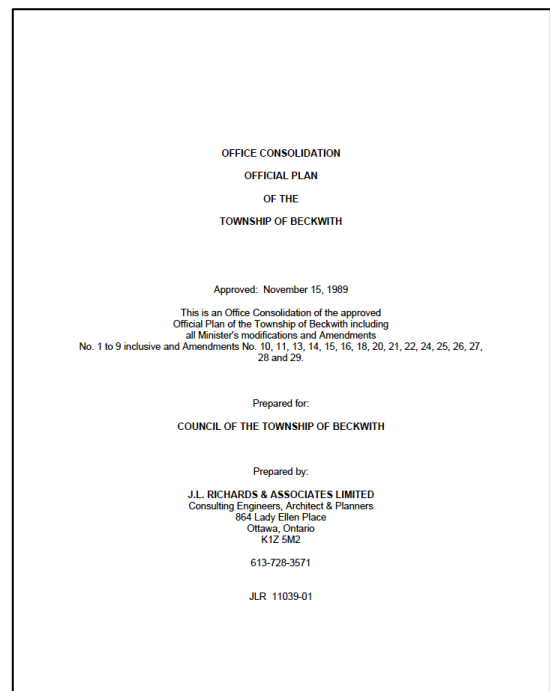 OFFICE CONSOLIDATION
OFFICIAL PLAN
OF THE
TOWNSHIP OF BECKWITH
Approved: November 15, 1989
This is an Office Consolidation of the approved
Official Plan of the Township of Beckwith including
all Minister's modifications and Amendments
No. 1 to 9 inclusive and Amendments No. 10, 11, 13, 14, 15, 16, 18, 20, 21, 22, 24, 25, 26, 27,
28 and 29.
Prepared for:
COUNCIL OF THE TOWNSHIP OF BECKWITH
Prepared by:
J.L. RICHARDS & ASSOCIATES LIMITED
Consulting Engineers, Architect & Planners
864 Lady Ellen Place
Ottawa, Ontario
K1Z 5M2
613-728-3571
JLR 11039-01